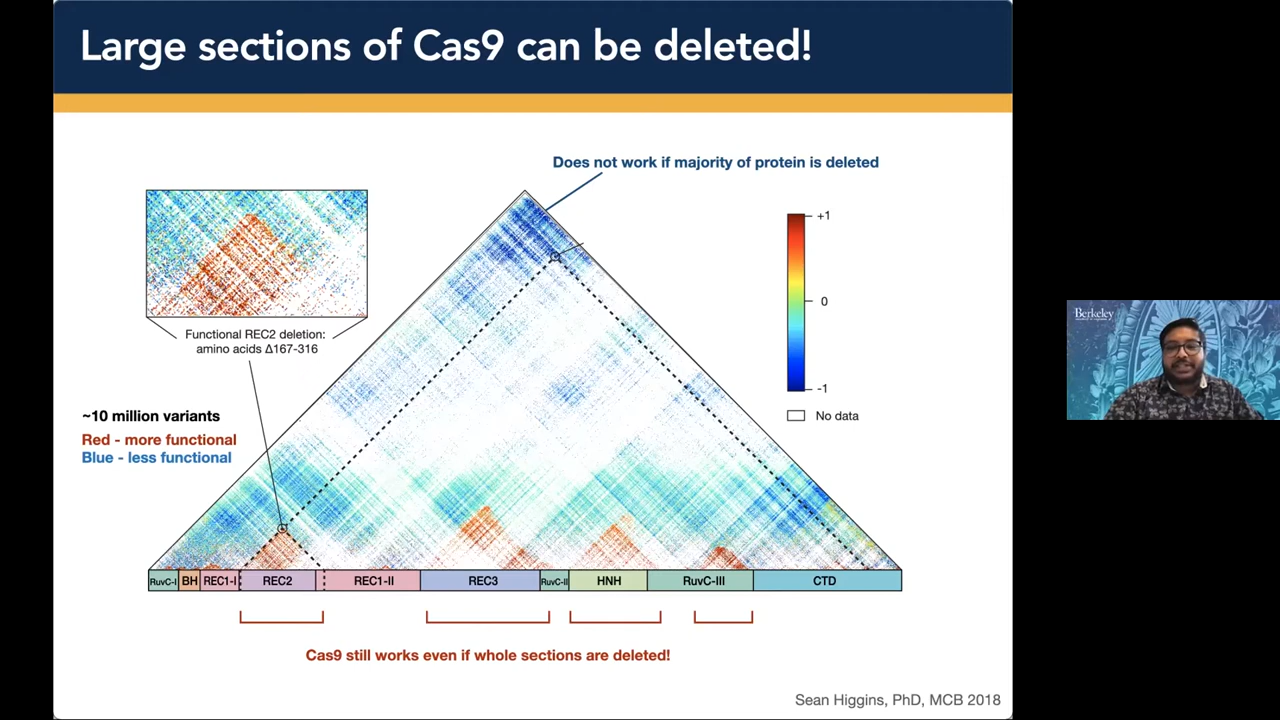 Large sections of Cas9 can be deleted!
Does not work if majority of protein is deleted
+1
0
-1
No data
Functional REC2 deletion:
amino acids Δ167-316
~10 million variants
Red - more functional
Blue - less functional
RuvC-I BH REC1-I REC2 REC1-II REC3 RuvC-II HNH RuvC-III CTD
Cas9 still works even if whole sections are deleted!
Sean Higgins, PhD, MCB 2018
Berkeley